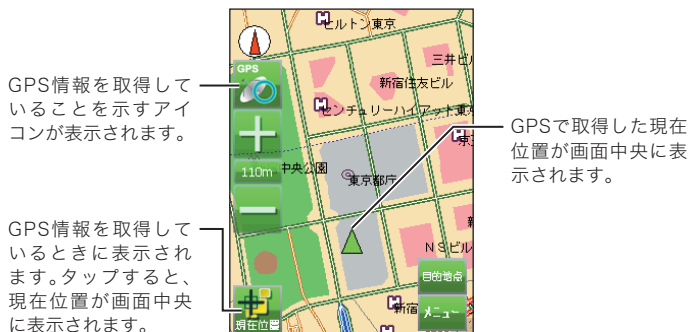 GPS情報を取得して
いることを示すアイ
コンが表示されます。
GPS情報を取得して
いるときに表示され
ます。タップすると、
現在位置が画面中央
に表示されます。
ヒルトン東京
三井ビ
GPS
新宿住友ビル
センチュリーハイアット東京
110m
中央公園
東京都庁
NSビル
目的地点
新宿
メニュー
現在位置
GPSで取得した現在
位置が画面中央に表
示されます。